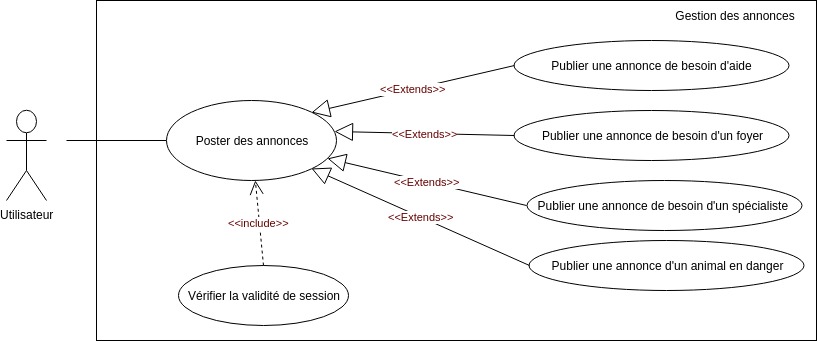 Gestion des annonces
Publier une annonce de besoin d'aide
<<Extends>>
Publier une annonce de besoin d'un foyer
<<Extends>>
Poster des annonces
<<Extends>>
Publier une annonce de besoin d'un spécialiste
Utilisateur
<<Extends>>
<<include>>
Publier une annonce d'un animal en danger
Vérifier la validité de session